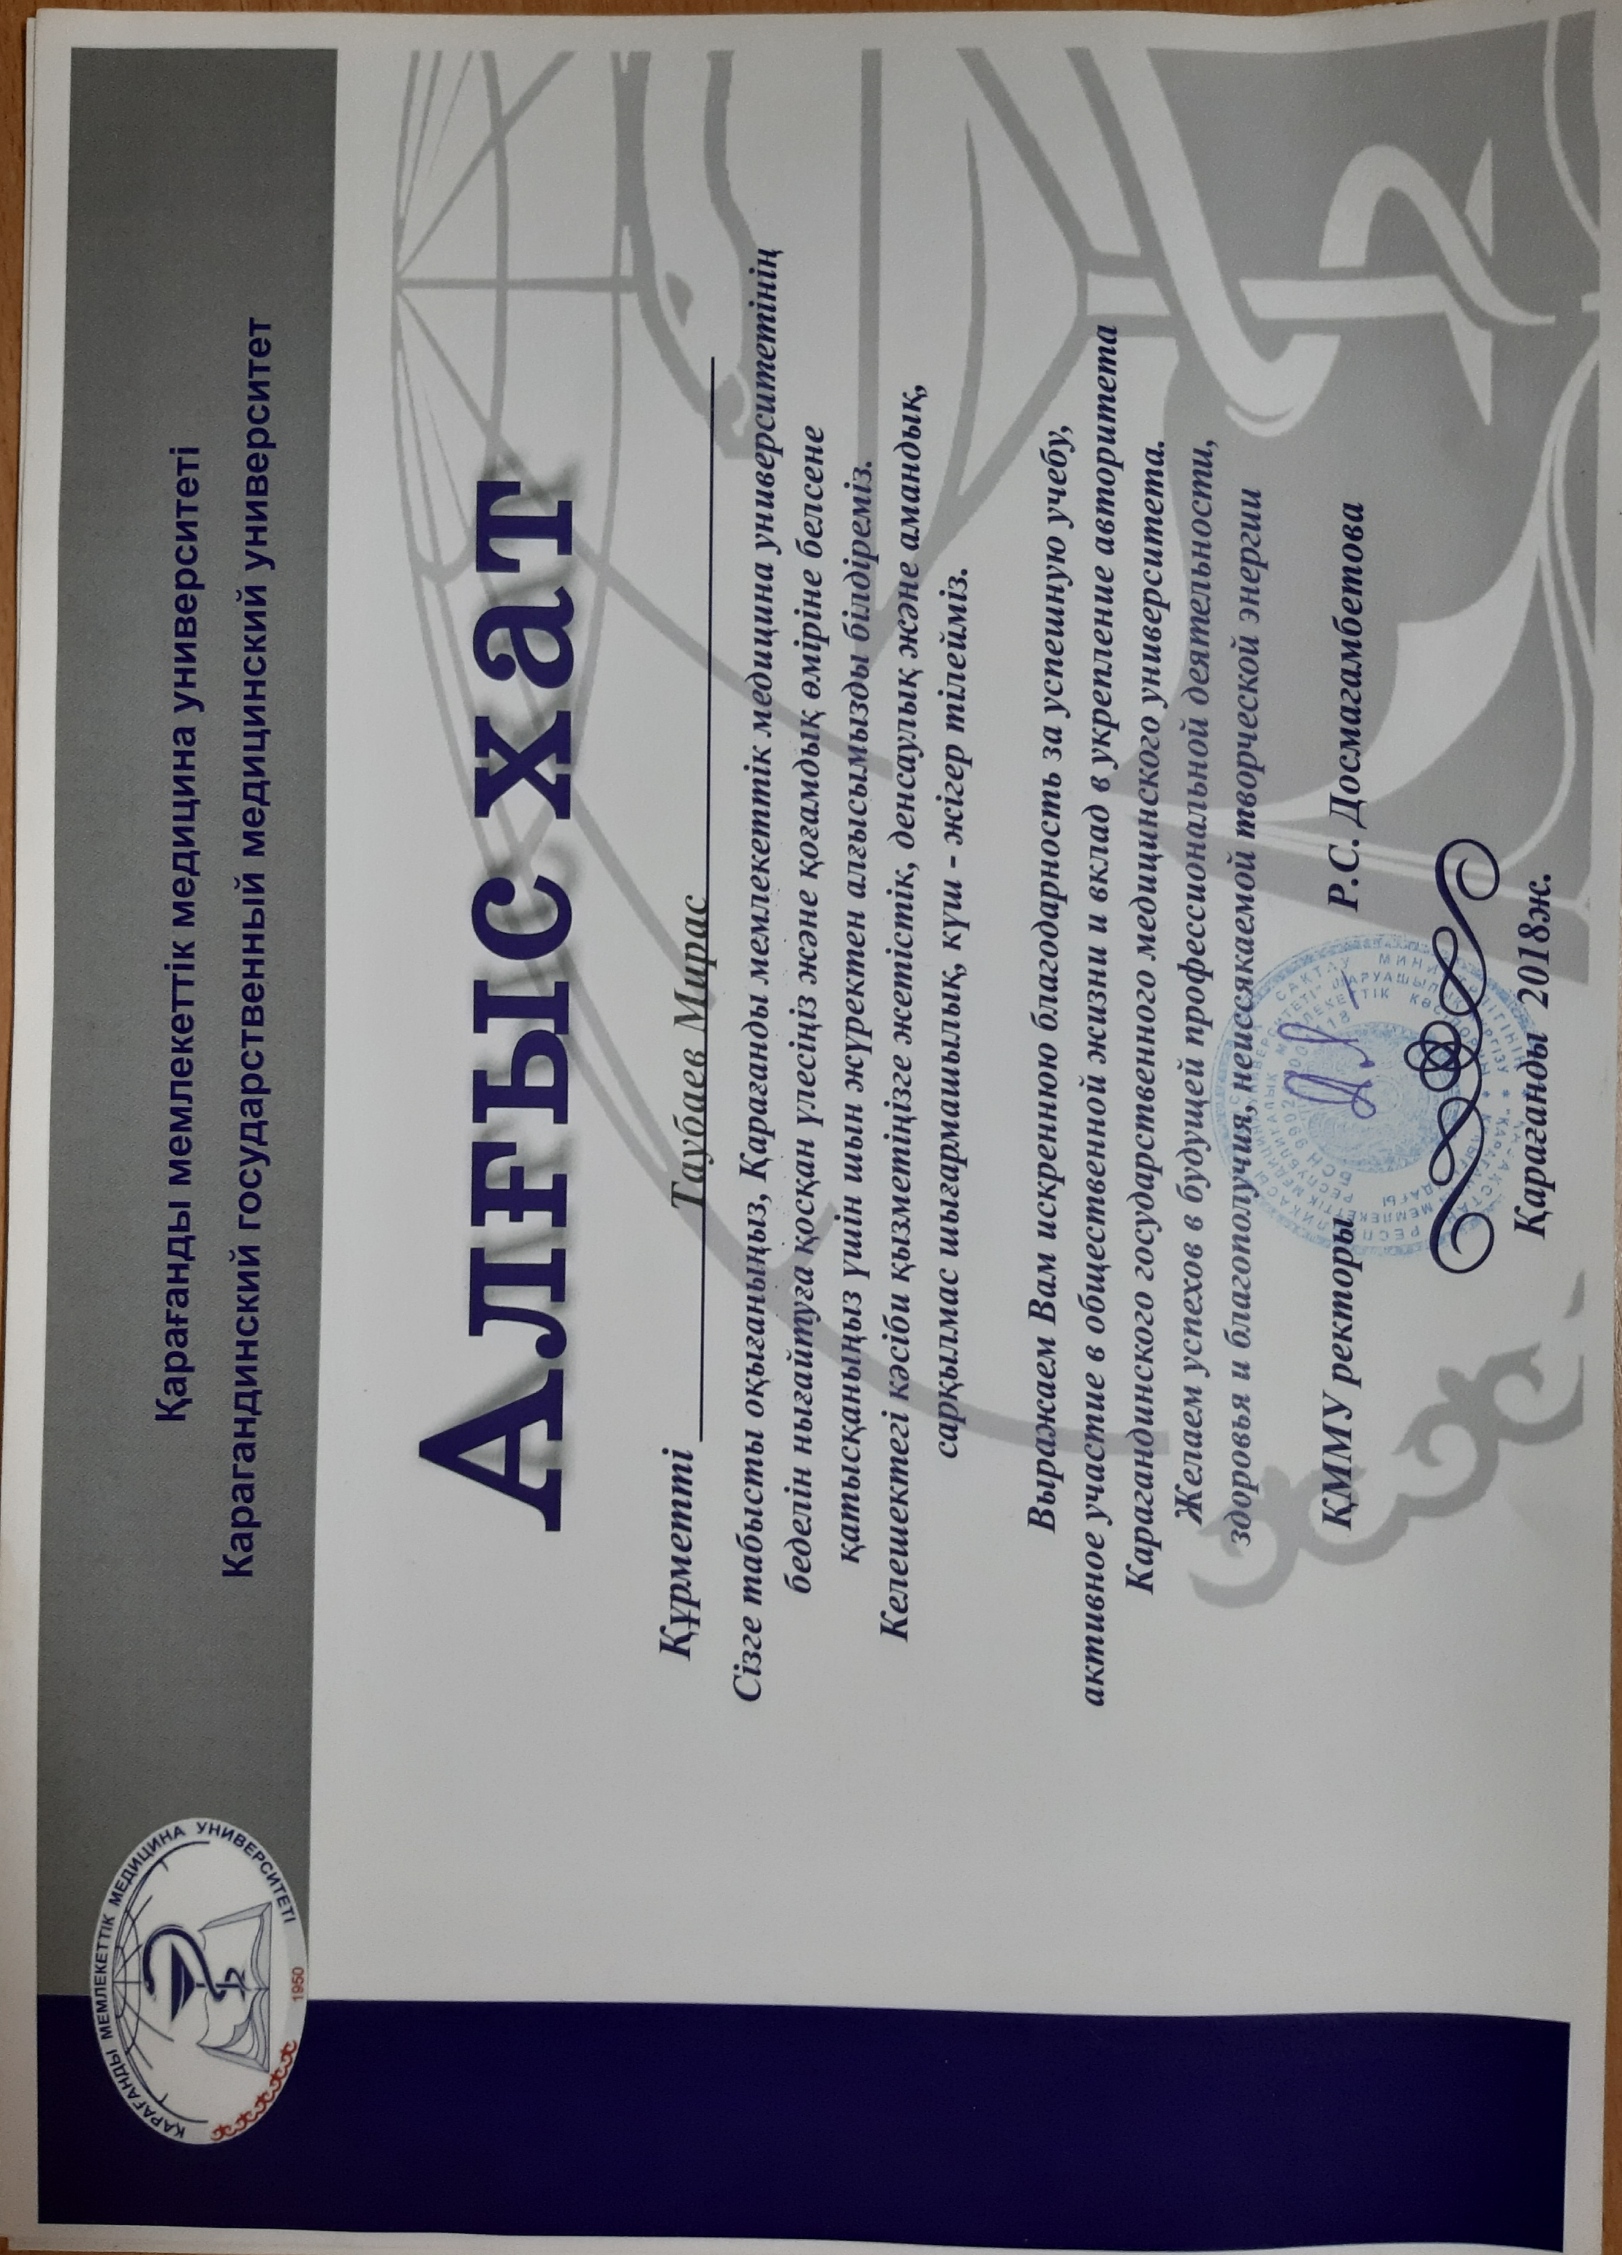 Қарағанды мемлекеттік медицина университеті
Карагандинский государственный медицинский университет
ҚАРАҒАНДЫ МЕМЛЕКЕТТІК МЕДИЦИНА УНИВЕРСИТЕТІ
1950
Алғыс хат
Құрметті Таубаев Мирас
Сізге табысты оқығаныңыз, Қарағанды мемлекеттік медицина университетінің
беделін нығайтуға қосқан үлесіңіз және қоғамдық өміріне белсене
қатысқаныңыз үшін шын жүректен алғысымызды білдіреміз.
Келешектегі кәсіби қызметіңізге жетістік, денсаулық және амандық,
сарқылмас шығармашылық, күш - жігер тілейміз.
Выражаем Вам искреннюю благодарность за успешную учебу,
активное участие в общественной жизни и вклад в укрепление авторитета
Карагандинского государственного медицинского университета.
Желаем успехов в будущей профессиональной деятельности,
здоровья и благополучия, неиссякаемой творческой энергии
ҚММУ ректоры Р.С. Досмагамбетова
Қарағанды 2018ж.